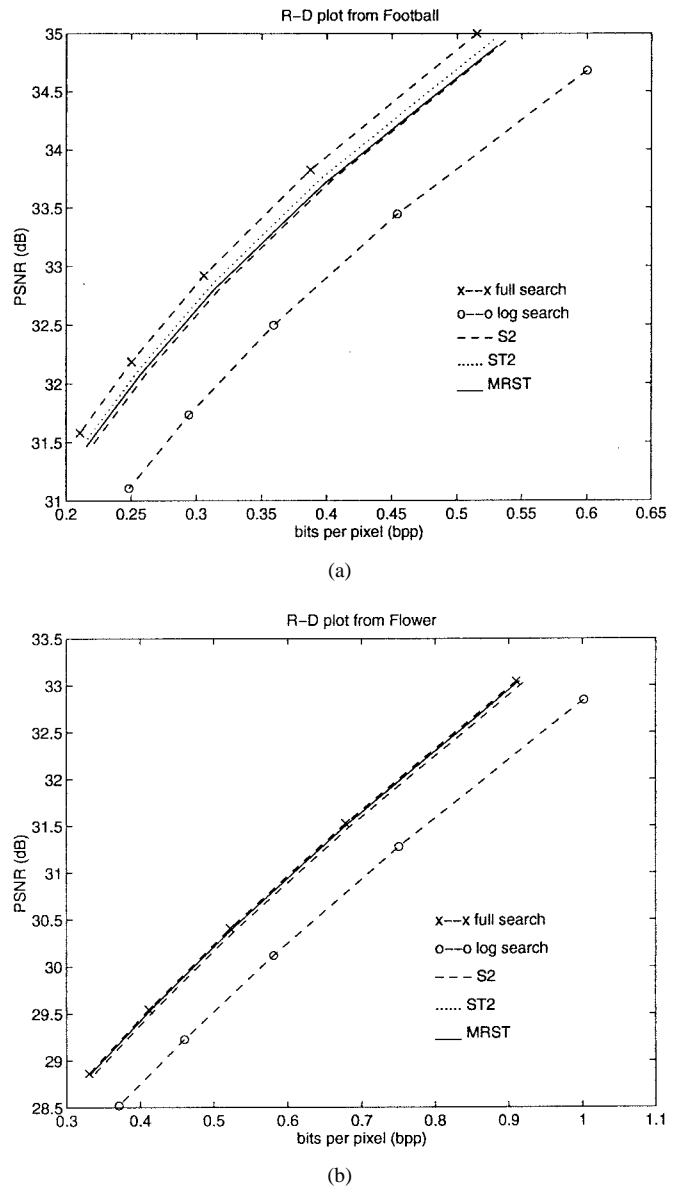 R-D plot from Football
35
34.5
34
33.5
33
32.5
32
31.5
31
PSNR (dB)
x--x full search
o--o log search
S2
ST2
MRST
0.2 0.25 0.3 0.35 0.4 0.45 0.5 0.55 0.6 0.65
bits per pixel (bpp)
(a)
R-D plot from Flower
33.5
33
32.5
32
31.5
31
30.5
30
29.5
29
28.5
PSNR (dB)
x--x full search
o--o log search
S2
ST2
MRST
0.3 0.4 0.5 0.6 0.7 0.8 0.9 1 1.1
bits per pixel (bpp)
(b)